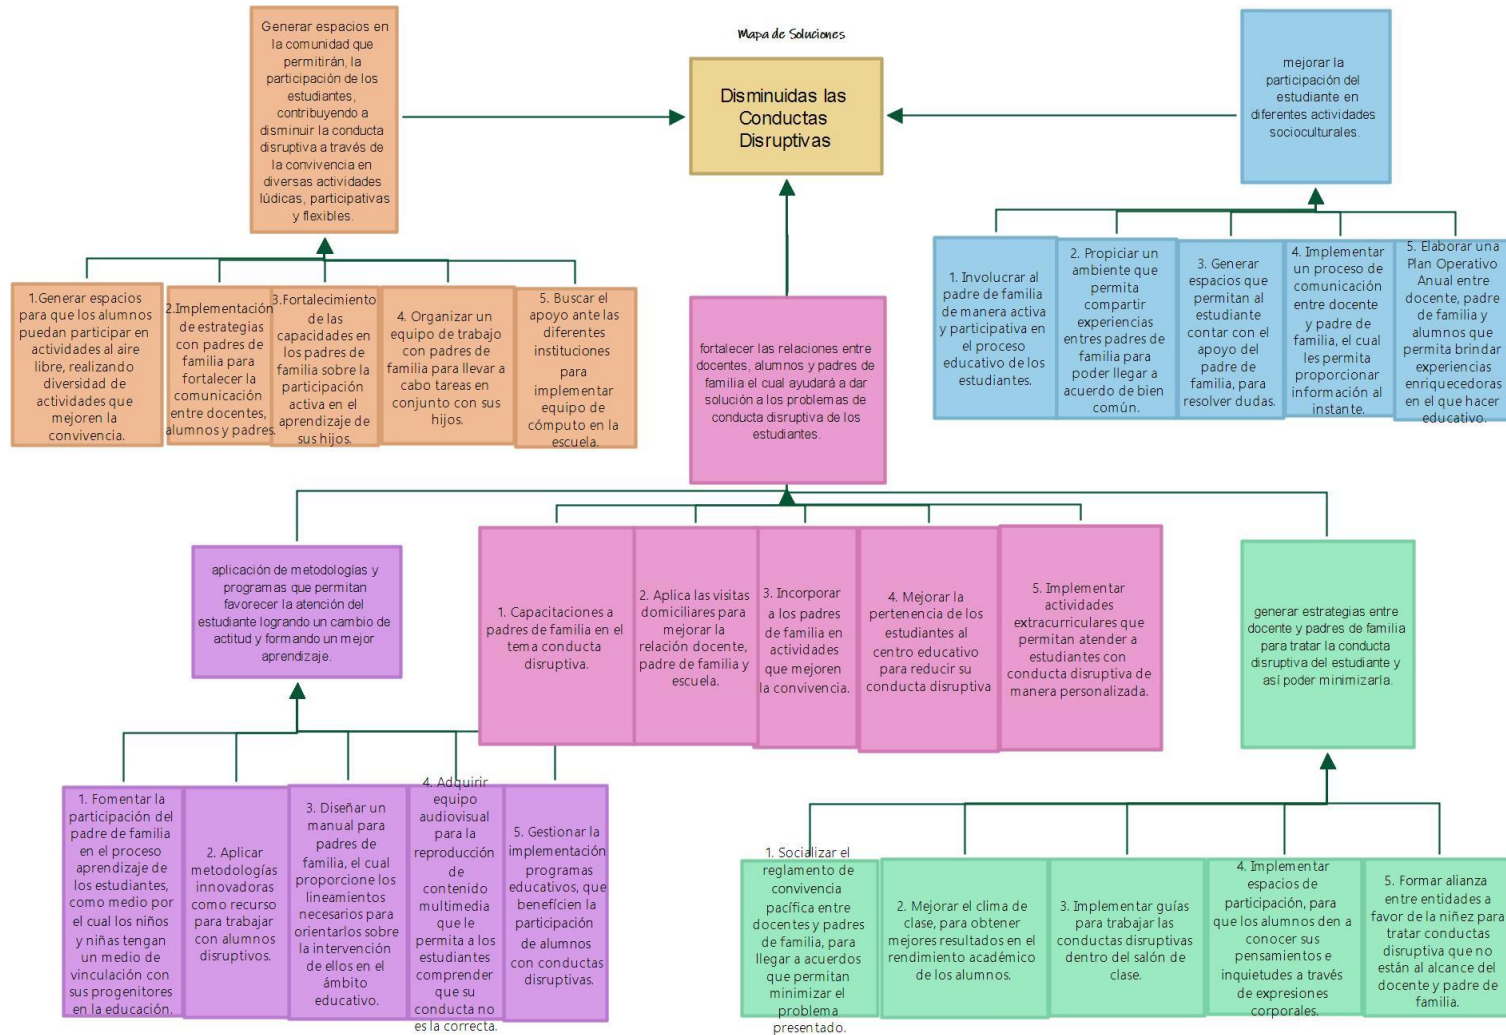 Mapa de Soluciones
Generar espacios en
la comunidad que
permitirán, la
participación de los
estudiantes,
contribuyendo a
disminuir la conducta
disruptiva a través de
la convivencia en
diversas actividades
lúdicas, participativas
y flexibles.
Disminuidas las
Conductas
Disruptivas
mejorar la
participación del
estudiante en
diferentes actividades
socioculturales.
1.Generar espacios
para que los alumnos
puedan participar en
actividades al aire
libre, realizando
diversidad de
actividades que
mejoren la
convivencia.
2.Implementación
de estrategias
con padres de
familia para
fortalecer la
comunicación
entre docentes,
alumnos y padres.
3.Fortalecimiento
de las
capacidades en
los padres de
familia sobre la
participación
activa en el
aprendizaje de
sus hijos.
4. Organizar un
equipo de trabajo
con padres de
familia para llevar a
cabo tareas en
conjunto con sus
hijos.
5. Buscar el
apoyo ante las
diferentes
instituciones
para
implementar
equipo de
cómputo en la
escuela.
fortalecer las relaciones entre
docentes, alumnos y padres de
familia el cual ayudará a dar
solución a los problemas de
conducta disruptiva de los
estudiantes.
1. Involucrar al
padre de familia
de manera activa
y participativa en
el proceso
educativo de los
estudiantes.
2. Propiciar un
ambiente que
permita
compartir
experiencias
entres padres de
familia para
poder llegar a
acuerdo de bien
común.
3. Generar
espacios que
permitan al
estudiante
contar con el
apoyo del
padre de
familia, para
resolver dudas.
4. Implementar
un proceso de
comunicación
entre docente
y padre de
familia, el cual
les permita
proporcionar
información al
instante.
5. Elaborar una
Plan Operativo
Anual entre
docente, padre
de familia y
alumnos que
permita brindar
experiencias
enriquecedoras
en el que hacer
educativo.
aplicación de metodologías y
programas que permitan
favorecer la atención del
estudiante logrando un cambio de
actitud y formando un mejor
aprendizaje.
1. Capacitaciones a
padres de familia en el
tema conducta
disruptiva.
2. Aplica las visitas
domiciliares para
mejorar la
relación docente,
padre de familia y
escuela.
3. Incorporar
a los padres
de familia en
actividades
que mejoren
la convivencia.
4. Mejorar la
pertenencia de los
estudiantes al
centro educativo
para reducir su
conducta disruptiva
5. Implementar
actividades
extracurriculares que
permitan atender a
estudiantes con
conducta disruptiva de
manera personalizada.
generar estrategias entre
docente y padres de familia
para tratar la conducta
disruptiva del estudiante y
así poder minimizarla.
1. Fomentar la
participación del
padre de familia
en el proceso
aprendizaje de
los estudiantes,
como medio por
el cual los niños
y niñas tengan
un medio de
vinculación con
sus progenitores
en la educación.
2. Aplicar
metodologías
innovadoras
como recurso
para trabajar
con alumnos
disruptivos.
3. Diseñar un
manual para
padres de
familia, el cual
proporcione los
lineamientos
necesarios para
orientarlos sobre
la intervención
de ellos en el
ámbito
educativo.
4. Adquirir
equipo
audiovisual
para la
reproducción
de
contenido
multimedia
que le
permita a los
estudiantes
comprender
que su
conducta no
es la correcta.
5. Gestionar la
implementación
programas
educativos, que
benefícien la
participación
de alumnos
con conductas
disruptivas.
1. Socializar el
reglamento de
convivencia
pacífica entre
docentes y padres
de familia, para
llegar a acuerdos
que permitan
minimizar el
problema
presentado.
2. Mejorar el clima de
clase, para obtener
mejores resultados en el
rendimiento académico
de los alumnos.
3. Implementar guías
para trabajar las
conductas disruptivas
dentro del salón de
clase.
4. Implementar
espacios de
participación, para
que los alumnos den a
conocer sus
pensamientos e
inquietudes a través
de expresiones
corporales.
5. Formar alianza
entre entidades a
favor de la niñez para
tratar conductas
disruptiva que no
están al alcance del
docente y padre de
familia.